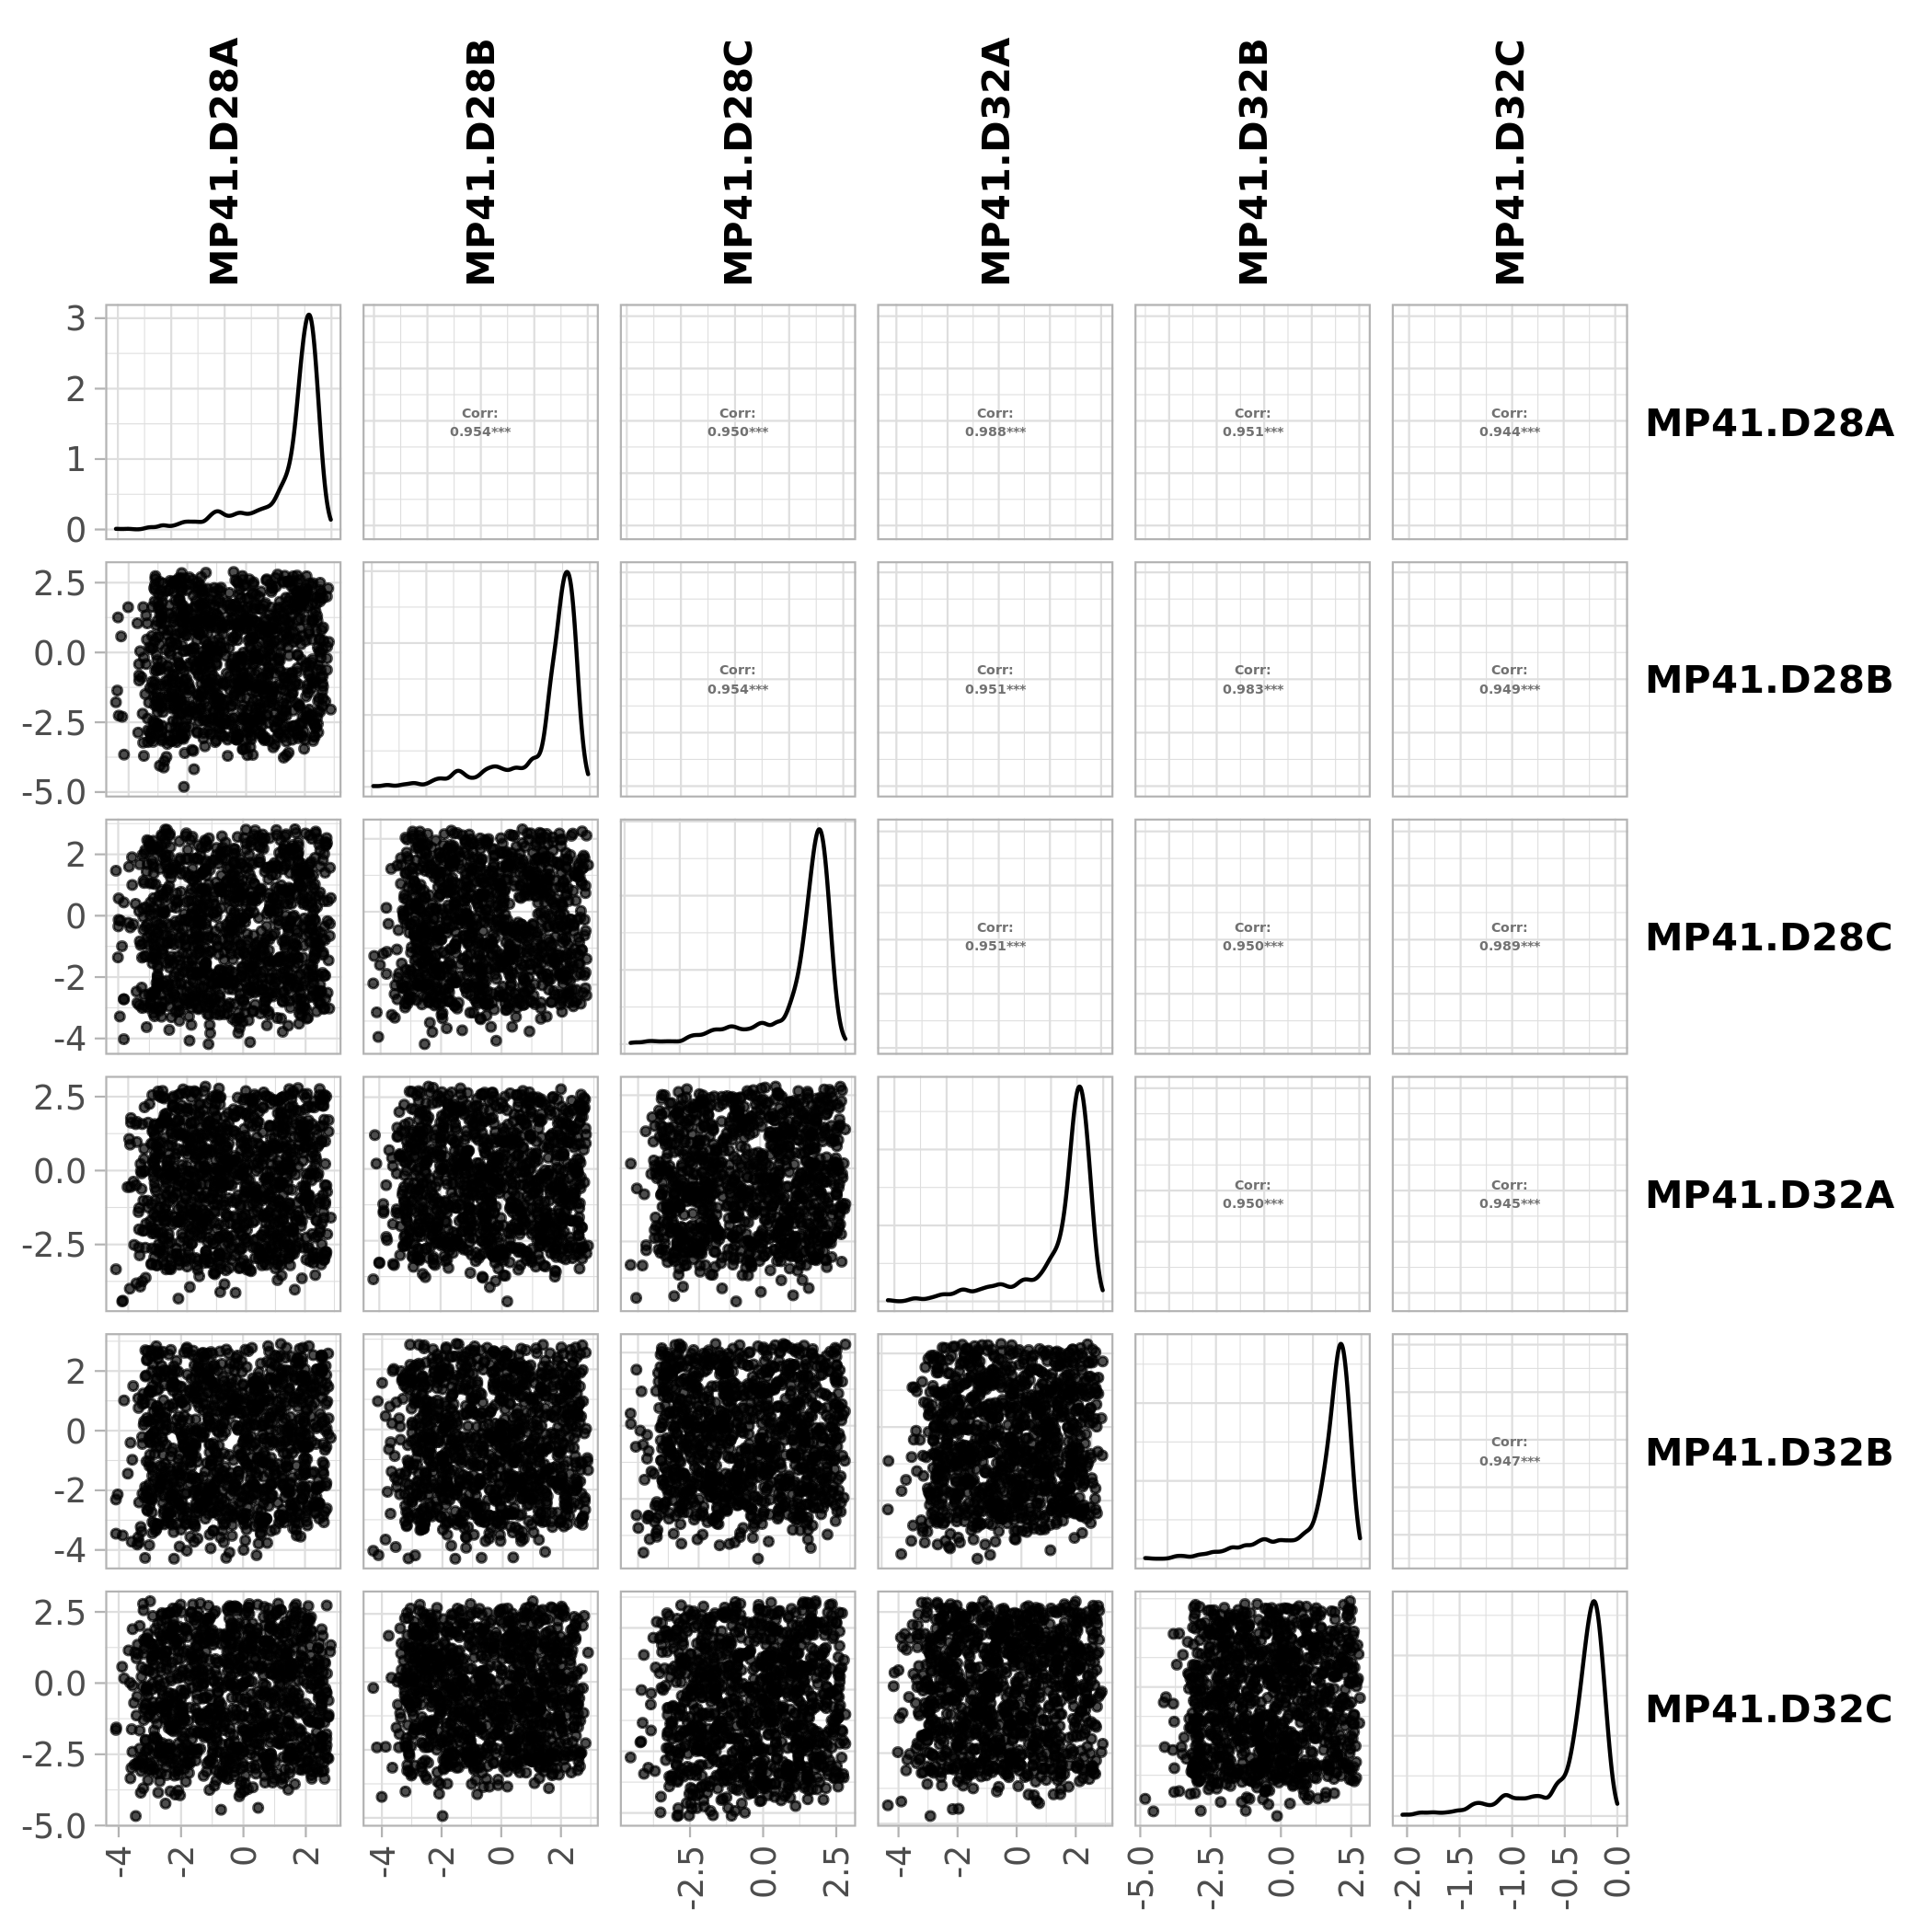 MP41.D28A
MP41.D28B
MP41.D28C
MP41.D32A
MP41.D32B
MP41.D32C
3
2
1
0
Corr:
0.954***
Corr:
0.950***
Corr:
0.988***
Corr:
0.951***
Corr:
0.944***
MP41.D28A
2.5
0.0
-2.5
-5.0
Corr:
0.954***
Corr:
0.951***
Corr:
0.983***
Corr:
0.949***
MP41.D28B
2
0
-2
-4
Corr:
0.951***
Corr:
0.950***
Corr:
0.989***
MP41.D28C
2.5
0.0
-2.5
Corr:
0.950***
Corr:
0.945***
MP41.D32A
2
0
-2
-4
Corr:
0.947***
MP41.D32B
2.5
0.0
-2.5
-5.0
MP41.D32C
-4 -2 0 2
-4 -2 0 2
-2.5 0.0 2.5
-4 -2 0 2
-5.0 -2.5 0.0 2.5
-2.0 -1.5 -1.0 -0.5 0.0